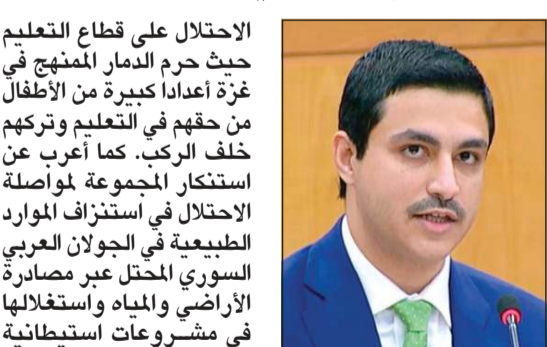 الاحتلال على قطاع التعليم
حيث حرم الدمار الممنهج في
غزة أعدادا كبيرة من الأطفال
من حقهم في التعليم وتركهم
خلف الركب. كما أعرب عن
استنكار المجموعة لمواصلة
الاحتلال في استنزاف الموارد
الطبيعية في الجولان العربي
السوري المحتل عبر مصادرة
الأراضي والمياه واستغلالها
في مشــروعات استيطانية